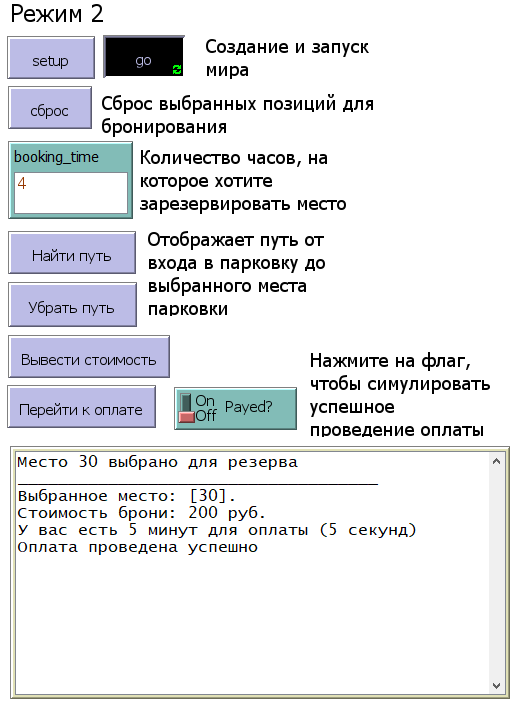 Режим 2
setup
go
Создание и запуск
мира
сброс
Сброс выбранных позиций для
бронирования
booking_time
4
Количество часов, на
которое хотите
зарезервировать место
Найти путь
Убрать путь
Отображает путь от
входа в парковку до
выбранного места
парковки
Вывести стоимость
Перейти к оплате
On
Off
Payed?
Нажмите на флаг,
чтобы симулировать
успешное
проведение оплаты
Место 30 выбрано для резерва
______________________________________
Выбранное место: [30].
Стоимость брони: 200 руб.
У вас есть 5 минут для оплаты (5 секунд)
Оплата проведена успешно